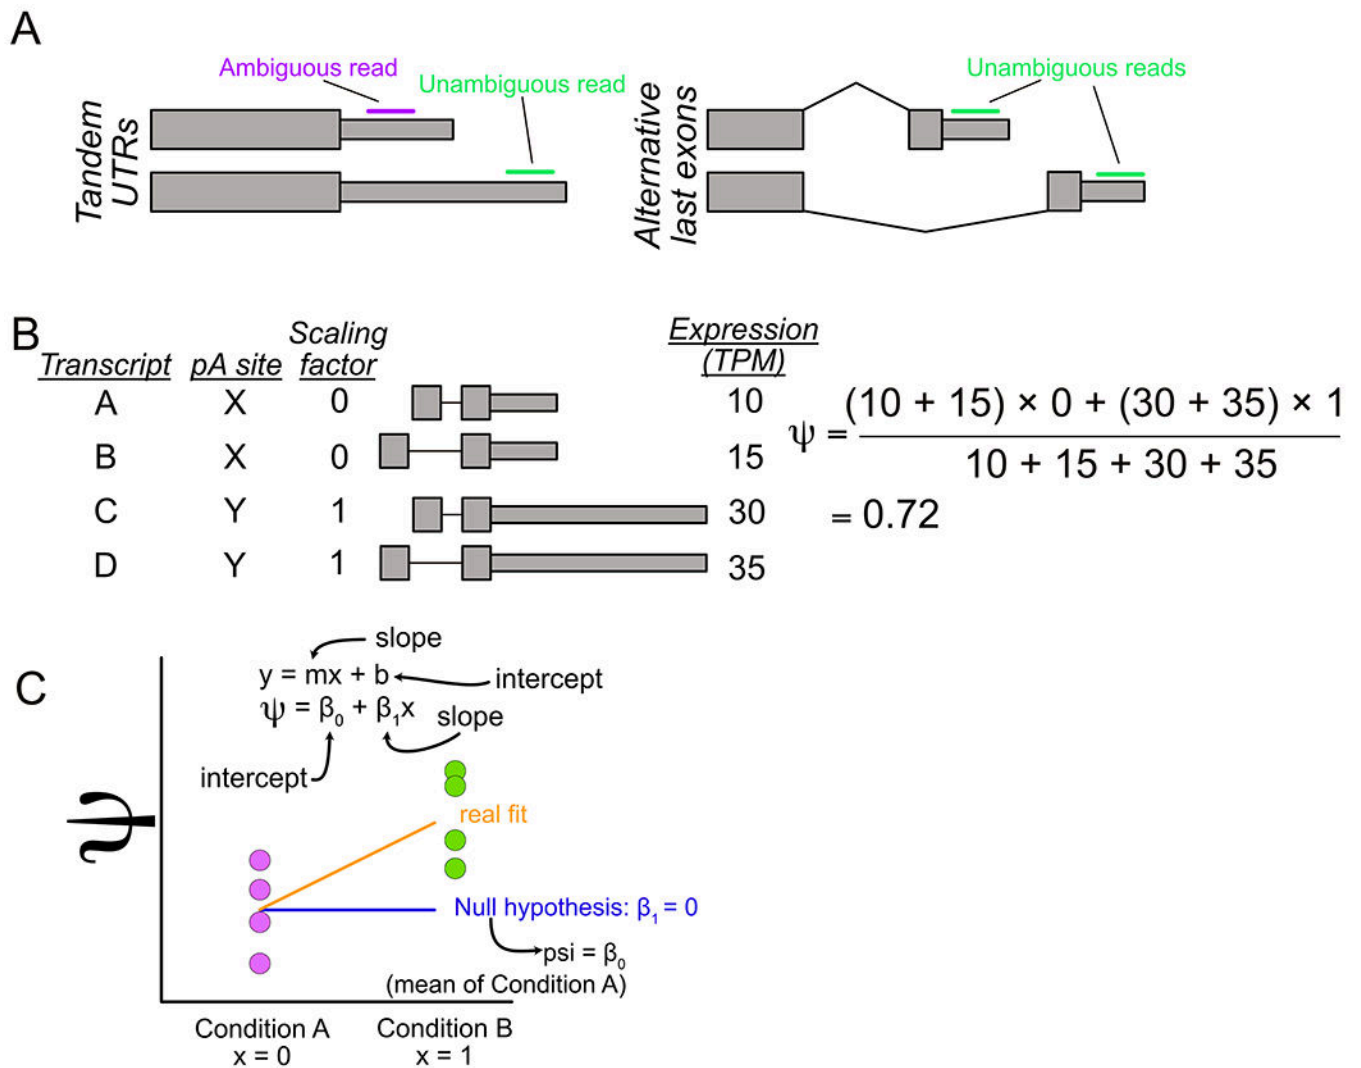 A
Ambiguous read
Unambiguous read
Tandem
UTRs
Unambiguous reads
Alternative
last exons
B
Transcript pA site Scaling factor Expression (TPM)
A X 0 10
B X 0 15
C Y 1 30
D Y 1 35
ψ = (10 + 15) × 0 + (30 + 35) × 1
10 + 15 + 30 + 35
= 0.72
C
slope
y = mx + b
intercept
ψ = β₀ + β₁x
slope
intercept
ψ
real fit
Null hypothesis: β₁ = 0
psi = β₀
(mean of Condition A)
Condition A Condition B
x = 0 x = 1